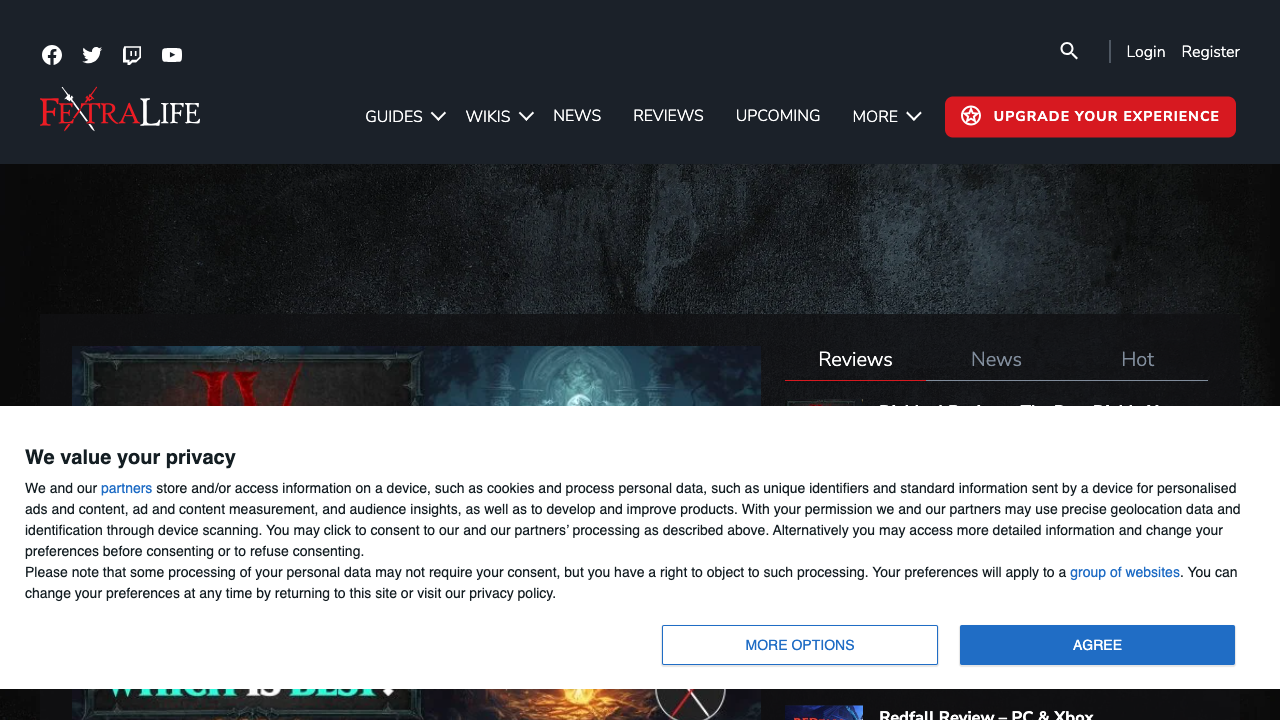 Login Register
FEXTRALIFE
GUIDES WIKIS NEWS REVIEWS UPCOMING MORE UPGRADE YOUR EXPERIENCE
Reviews News Hot
IV
We value your privacy
We and our partners store and/or access information on a device, such as cookies and process personal data, such as unique identifiers and standard information sent by a device for personalised
ads and content, ad and content measurement, and audience insights, as well as to develop and improve products. With your permission we and our partners may use precise geolocation data and
identification through device scanning. You may click to consent to our and our partners’ processing as described above. Alternatively you may access more detailed information and change your
preferences before consenting or to refuse consenting.
Please note that some processing of your personal data may not require your consent, but you have a right to object to such processing. Your preferences will apply to a group of websites. You can
change your preferences at any time by returning to this site or visit our privacy policy.
MORE OPTIONS AGREE
WHICH IS BEST?
Redfall Review – PC & Xbox